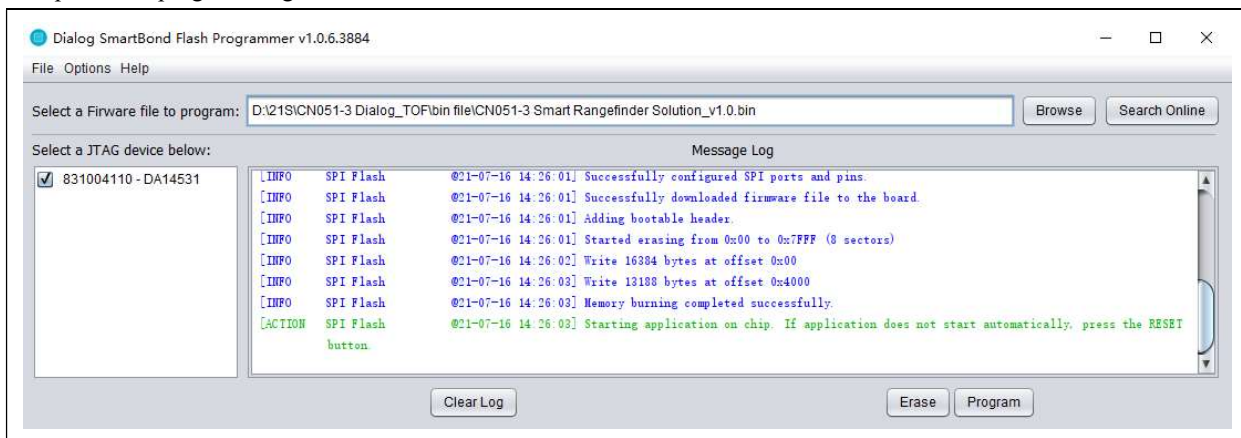 Dialog SmartBond Flash Programmer v1.0.6.3884
File Options Help
Select a Firware file to program: D:\21S\CN051-3 Dialog_TOF\bin file\CN051-3 Smart Rangefinder Solution_v1.0.bin Browse Search Online
Select a JTAG device below: Message Log
831004110 - DA14531
[INFO SPI Flash @21-07-16 14:26:01] Successfully configured SPI ports and pins.
[INFO SPI Flash @21-07-16 14:26:01] Successfully downloaded firmware file to the board.
[INFO SPI Flash @21-07-16 14:26:01] Adding bootable header.
[INFO SPI Flash @21-07-16 14:26:01] Started erasing from 0x00 to 0x7FFF (8 sectors)
[INFO SPI Flash @21-07-16 14:26:02] Write 16384 bytes at offset 0x00
[INFO SPI Flash @21-07-16 14:26:03] Write 13188 bytes at offset 0x4000
[INFO SPI Flash @21-07-16 14:26:03] Memory burning completed successfully.
[ACTION SPI Flash @21-07-16 14:26:03] Starting application on chip. If application does not start automatically, press the RESET
button.
Clear Log Erase Program